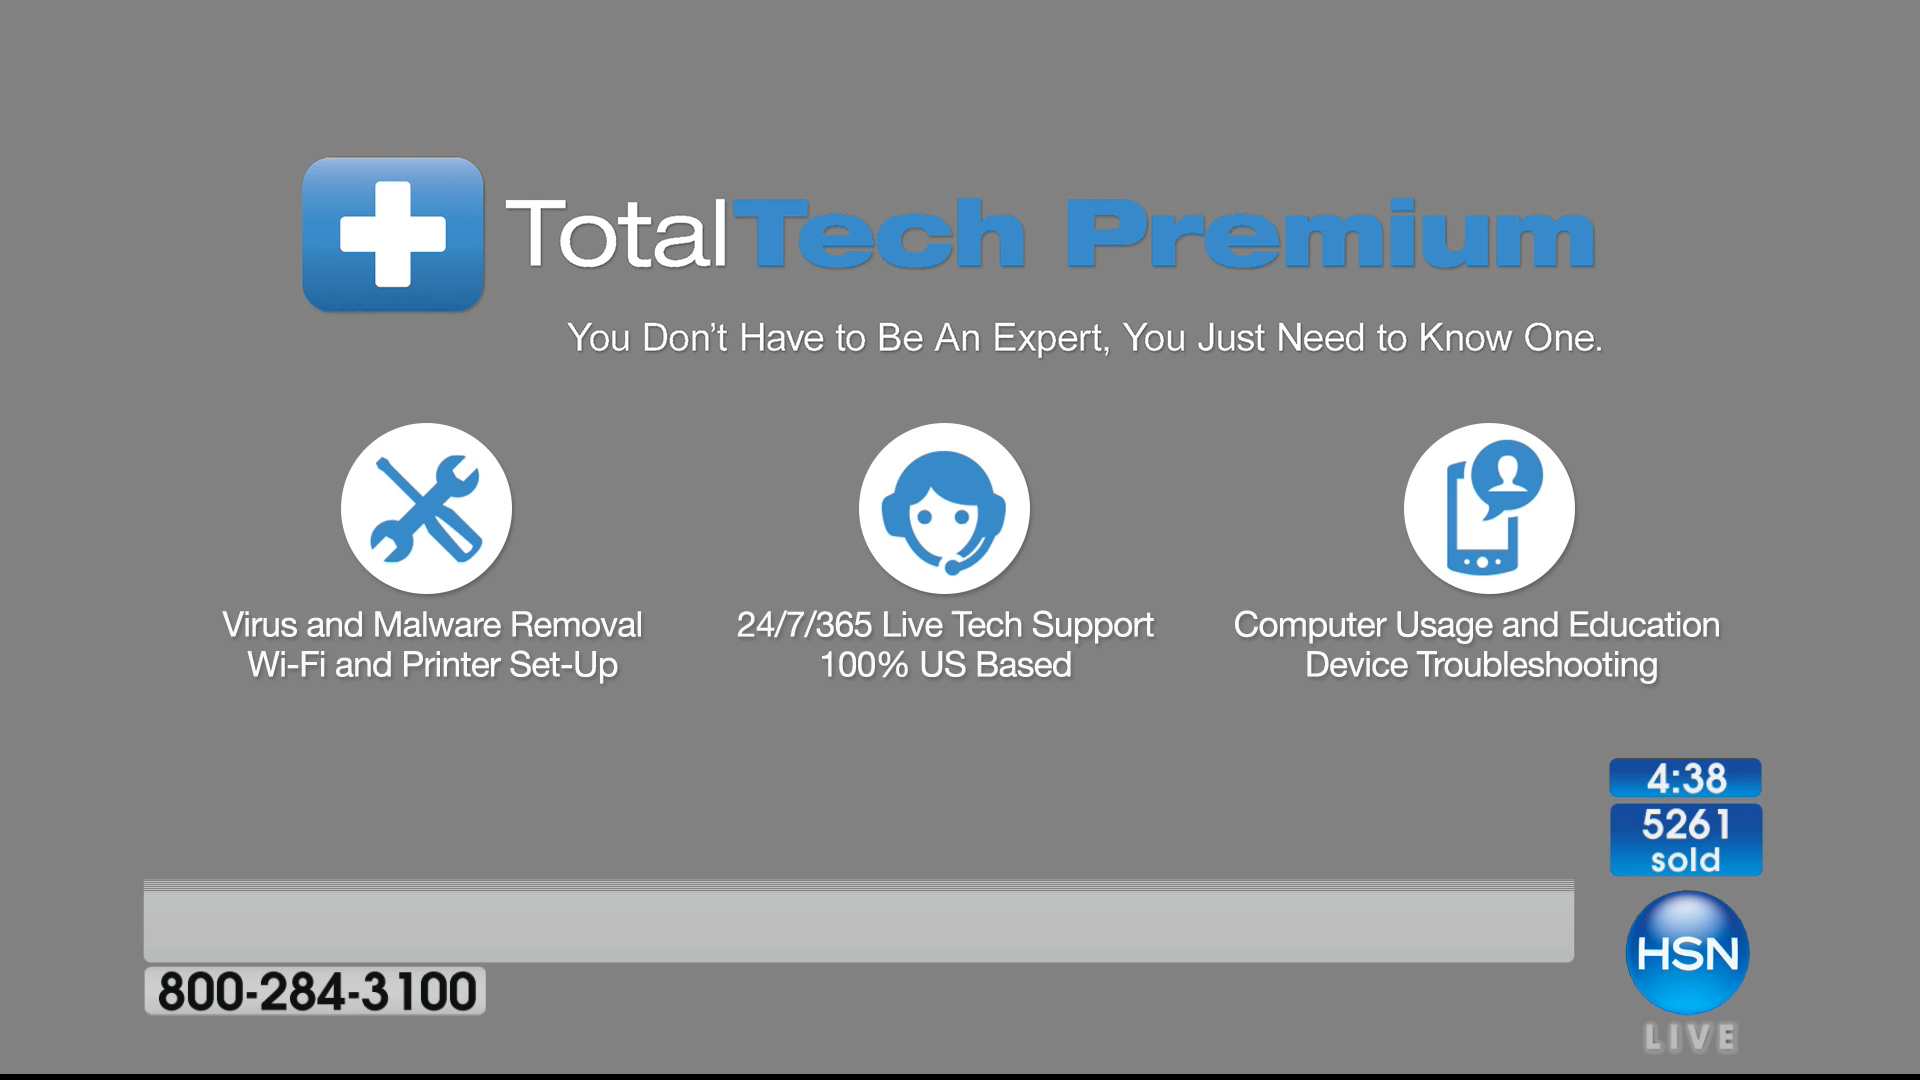 TotalTech Premium
You Don't Have to Be An Expert, You Just Need to Know One.
Virus and Malware Removal
Wi-Fi and Printer Set-Up
24/7/365 Live Tech Support
100% US Based
Computer Usage and Education
Device Troubleshooting
4:38
5261
sold
HSN
LIVE
800-284-3100